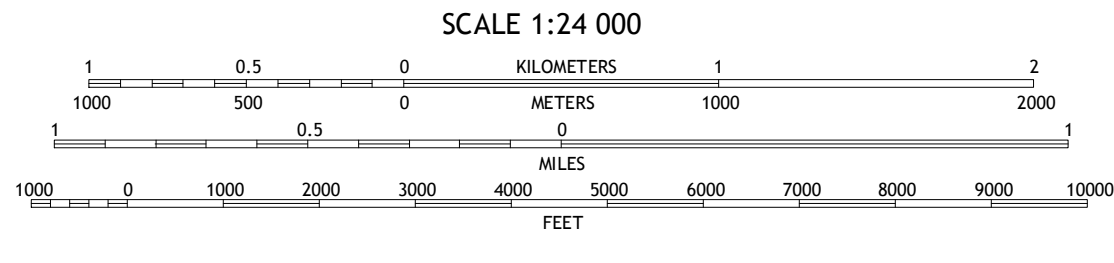 SCALE 1:24 000
1 0.5 0 KILOMETERS 1 2
1000 500 0 METERS 1000 2000
1 0.5 0 1
MILES
1000 0 1000 2000 3000 4000 5000 6000 7000 8000 9000 10000
FEET